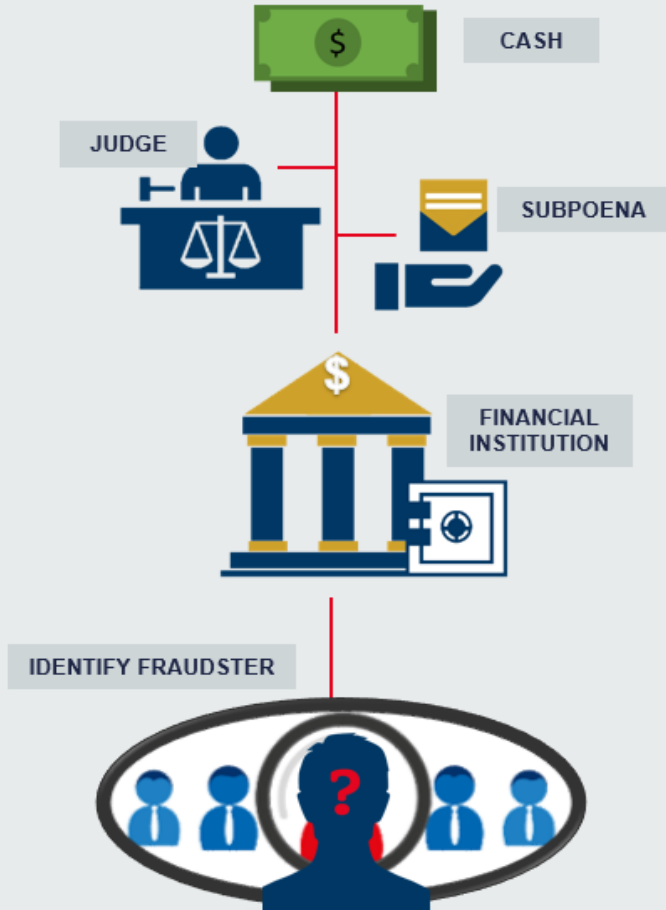 $
CASH
JUDGE
SUBPOENA
$
FINANCIAL
INSTITUTION
IDENTIFY FRAUDSTER
?